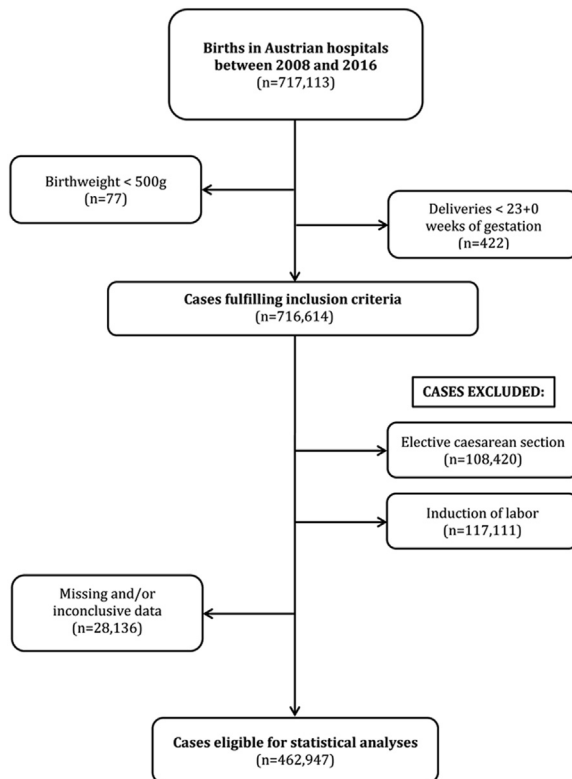 Births in Austrian hospitals
between 2008 and 2016
(n=717,113)
Birthweight < 500g
(n=77)
Deliveries < 23+0
weeks of gestation
(n=422)
Cases fulfilling inclusion criteria
(n=716,614)
CASES EXCLUDED:
Elective caesarean section
(n=108,420)
Induction of labor
(n=117,111)
Missing and/or
inconclusive data
(n=28,136)
Cases eligible for statistical analyses
(n=462,947)